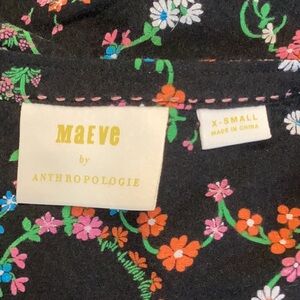 Maeve
by
ANTHROPOLOGIE
X-SMALL
MADE IN CHINA